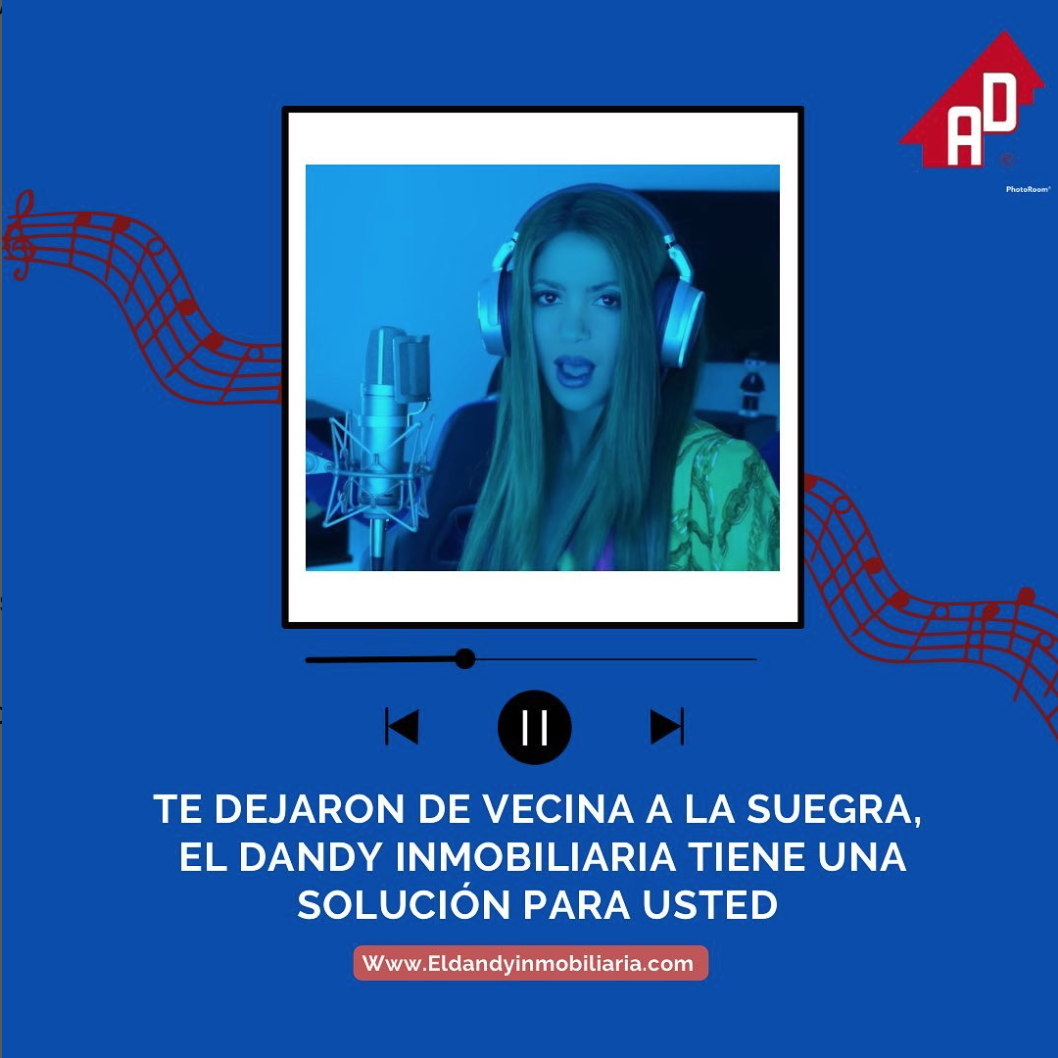 AD
PhotoRoom
TE DEJARON DE VECINA A LA SUEGRA,
EL DANDY INMOBILIARIA TIENE UNA
SOLUCIÓN PARA USTED
Www.Eldandyinmobiliaria.com